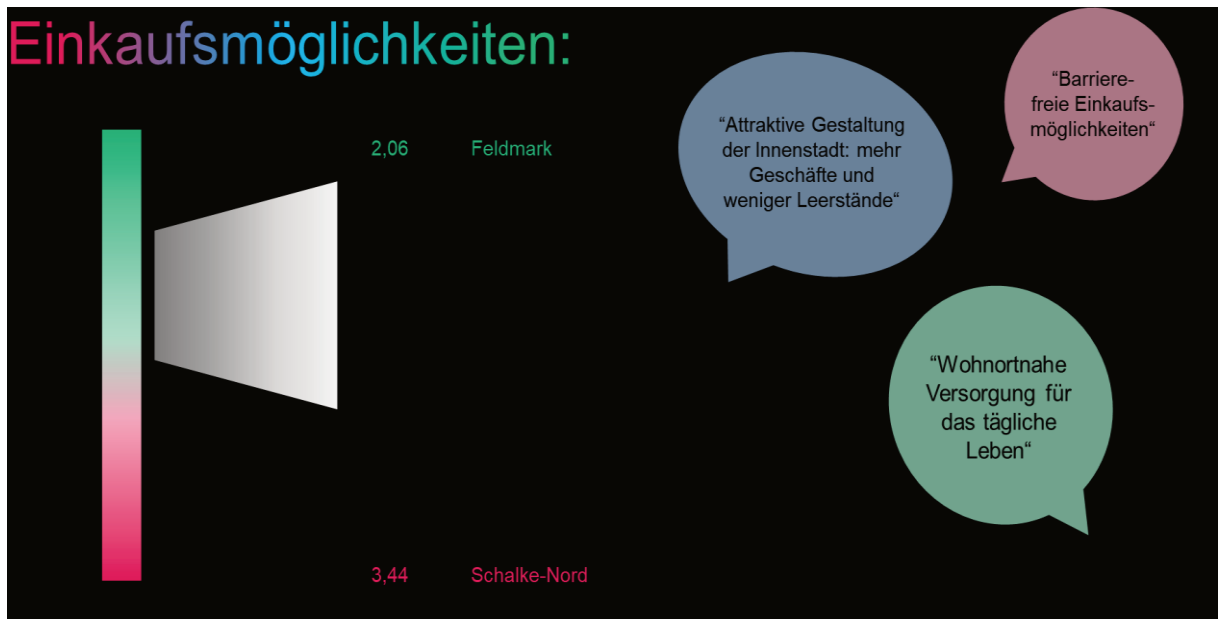 Einkaufsmöglichkeiten:
2,06 Feldmark
3,44 Schalke-Nord
“Attraktive Gestaltung
der Innenstadt: mehr
Geschäfte und
weniger Leerstände“
“Barriere-
freie Einkaufs-
möglichkeiten“
“Wohnortnahe
Versorgung für
das tägliche
Leben“